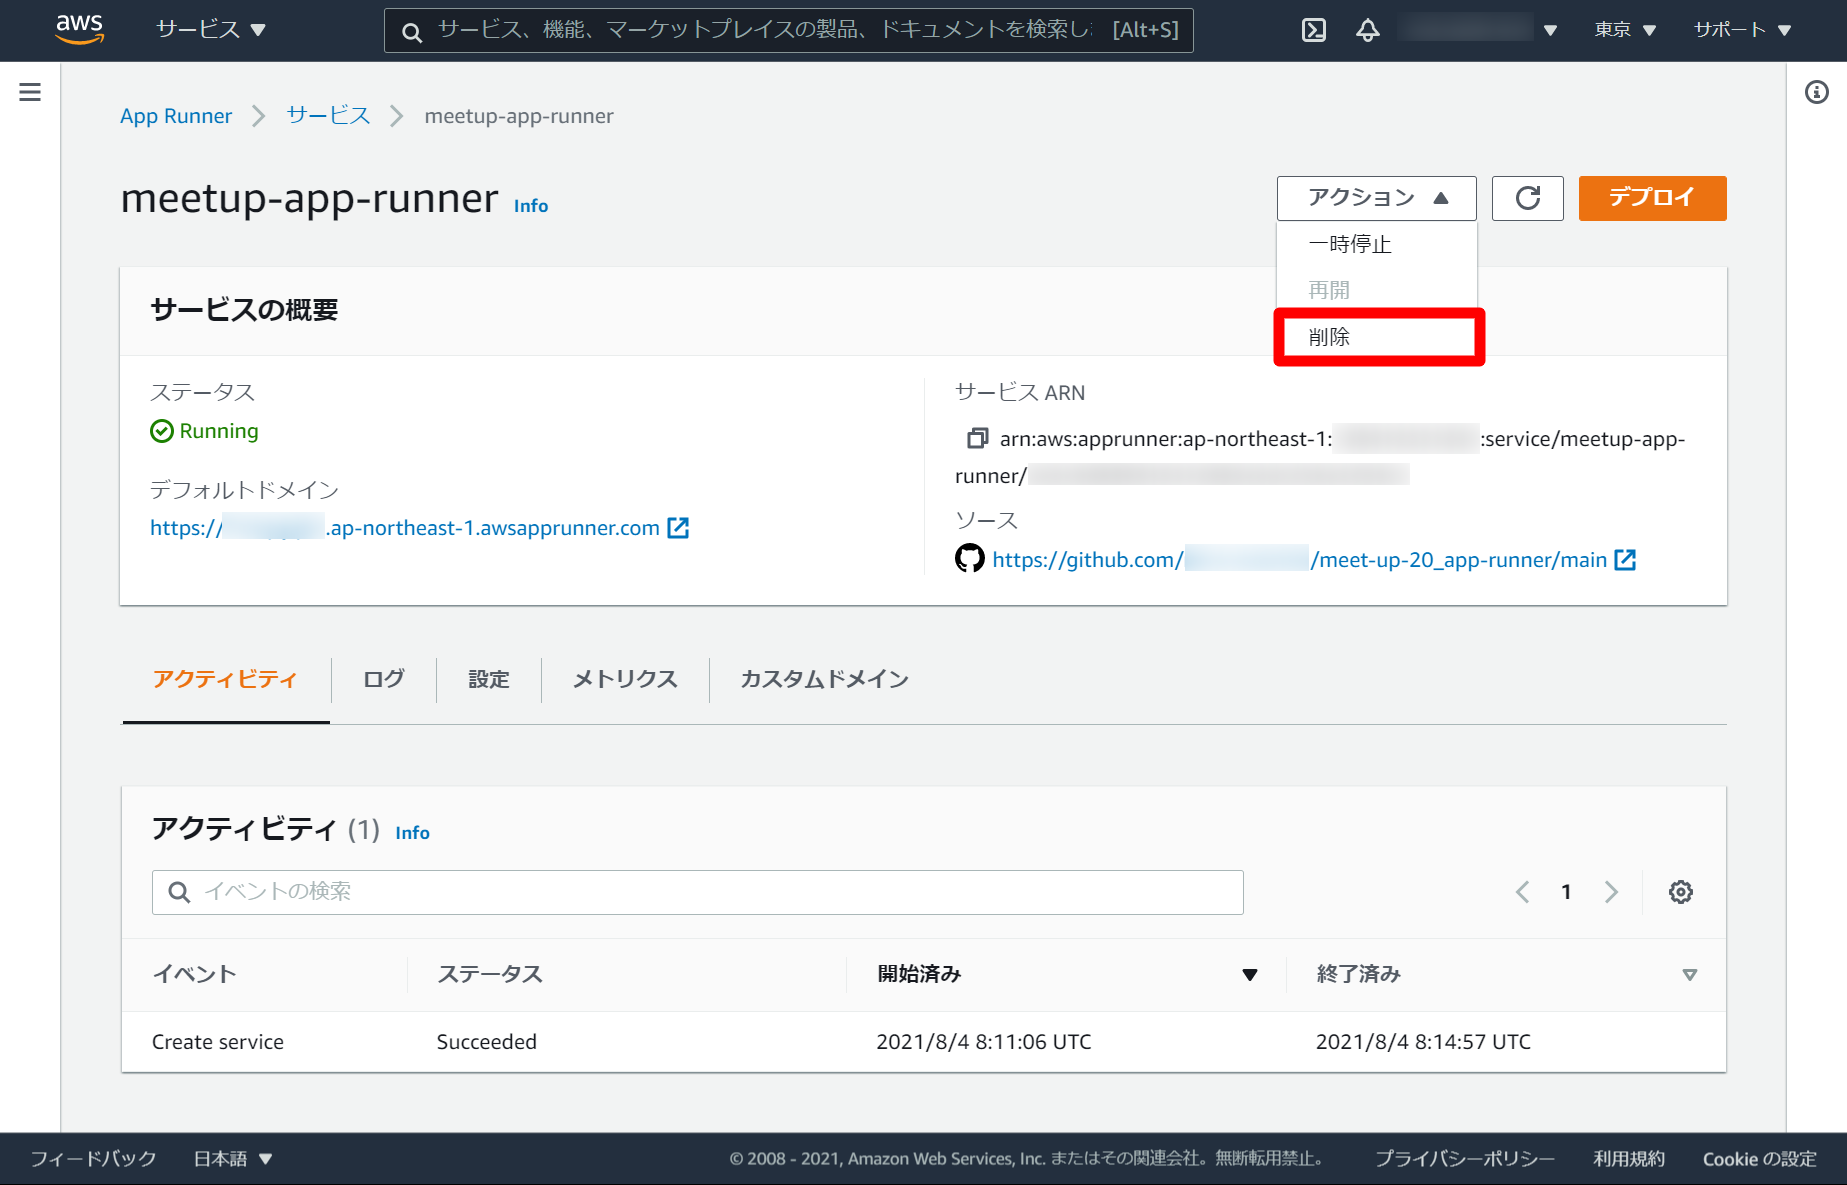 aws
サービス ▼
サービス、機能、マーケットプレイスの製品、ドキュメントを検索し [Alt+S]
東京 ▼
サポート ▼
App Runner > サービス > meetup-app-runner
meetup-app-runner Info
アクション ▲
デプロイ
一時停止
再開
削除
サービスの概要
ステータス
Running
デフォルトドメイン
https:// .ap-northeast-1.awsapprunner.com
サービス ARN
arn:aws:apprunner:ap-northeast-1: :service/meetup-app-
runner/
ソース
https://github.com/ /meet-up-20_app-runner/main
アクティビティ ログ 設定 メトリクス カスタムドメイン
アクティビティ (1) Info
イベントの検索
1
イベント ステータス 開始済み ▼ 終了済み ▽
Create service Succeeded 2021/8/4 8:11:06 UTC 2021/8/4 8:14:57 UTC
フィードバック 日本語 ▼ © 2008 - 2021, Amazon Web Services, Inc. またはその関連会社。無断転用禁止。 プライバシーポリシー 利用規約 Cookie の設定